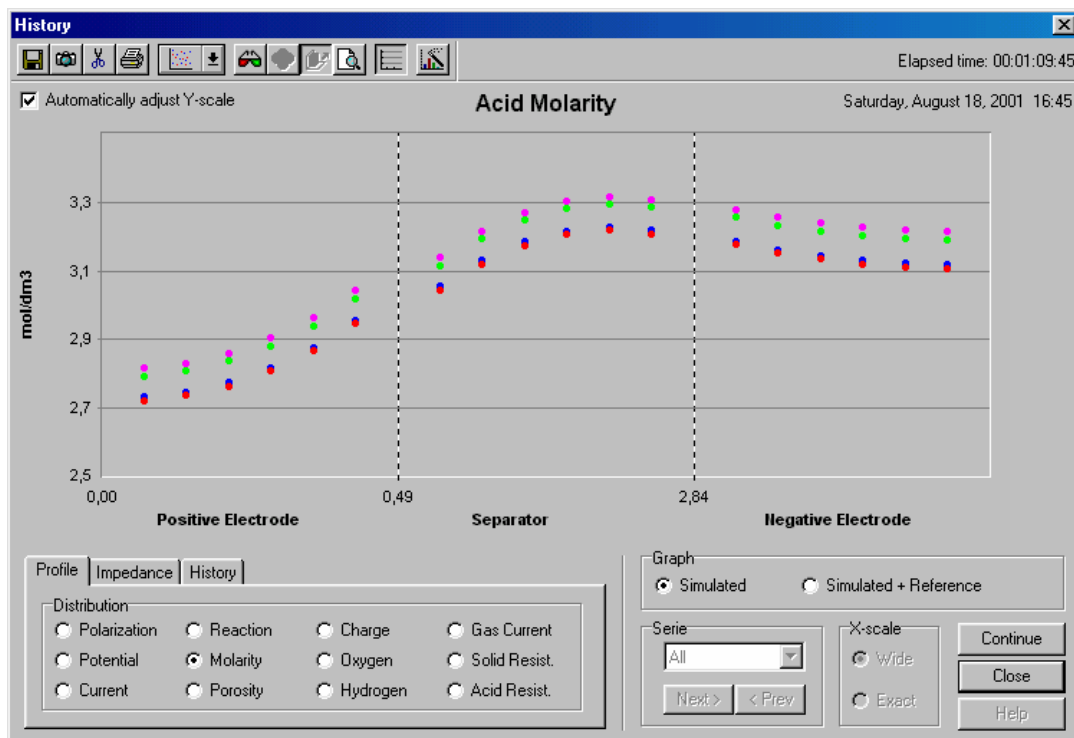 History
Elapsed time: 00:01:09:45
Automatically adjust Y-scale
Acid Molarity
Saturday, August 18, 2001 16:45
mol/dm3
3,3
3,1
2,9
2,7
2,5
0,00
0,49
2,84
Positive Electrode
Separator
Negative Electrode
Profile
Impedance
History
Distribution
Polarization
Reaction
Charge
Gas Current
Potential
Molarity
Oxygen
Solid Resist.
Current
Porosity
Hydrogen
Acid Resist.
Graph
Simulated
Simulated + Reference
Serie
All
Next >
< Prev
X-scale
Wide
Exact
Continue
Close
Help